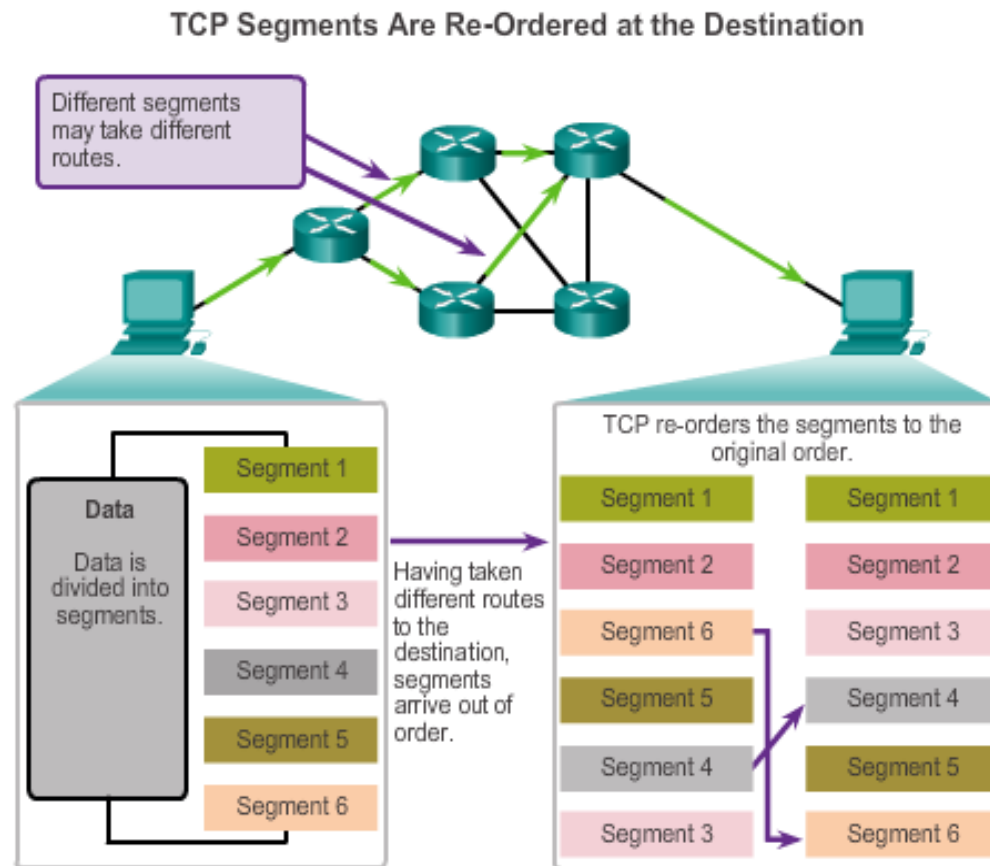 TCP Segments Are Re-Ordered at the Destination
Different segments
may take different
routes.
Data
Data is
divided into
segments.
Segment 1
Segment 2
Segment 3
Segment 4
Segment 5
Segment 6
Having taken
different routes
to the
destination,
segments
arrive out of
order.
TCP re-orders the segments to the
original order.
Segment 1
Segment 2
Segment 6
Segment 5
Segment 4
Segment 3
Segment 1
Segment 2
Segment 3
Segment 4
Segment 5
Segment 6